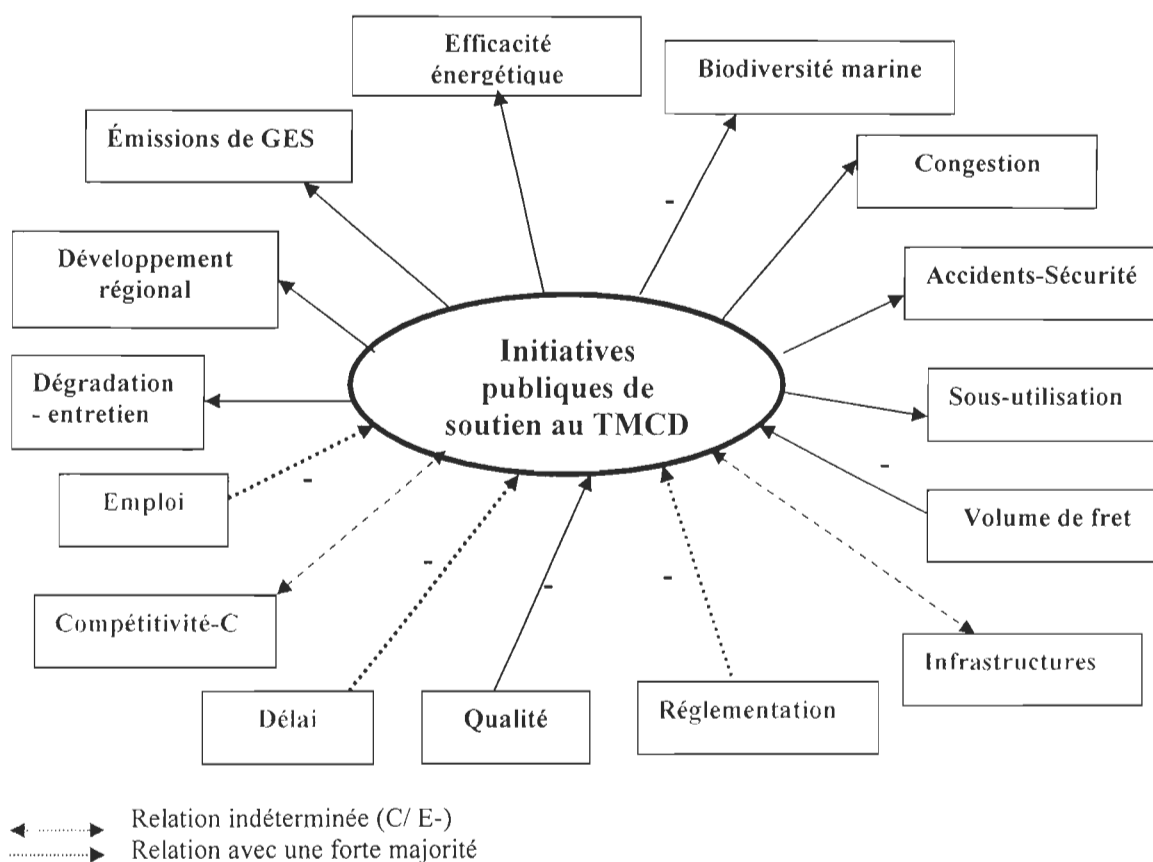 Efficacité
énergétique
Biodiversité marine
Émissions de GES
Congestion
-
Développement
régional
Accidents-Sécurité
Initiatives
publiques de
soutien au TMCD
Dégradation
- entretien
Sous-utilisation
-
Emploi
-
Volume de fret
-
-
-
Compétitivité-C
Infrastructures
Délai
Qualité
Réglementation
Relation indéterminée (C/ E-)
Relation avec une forte majorité